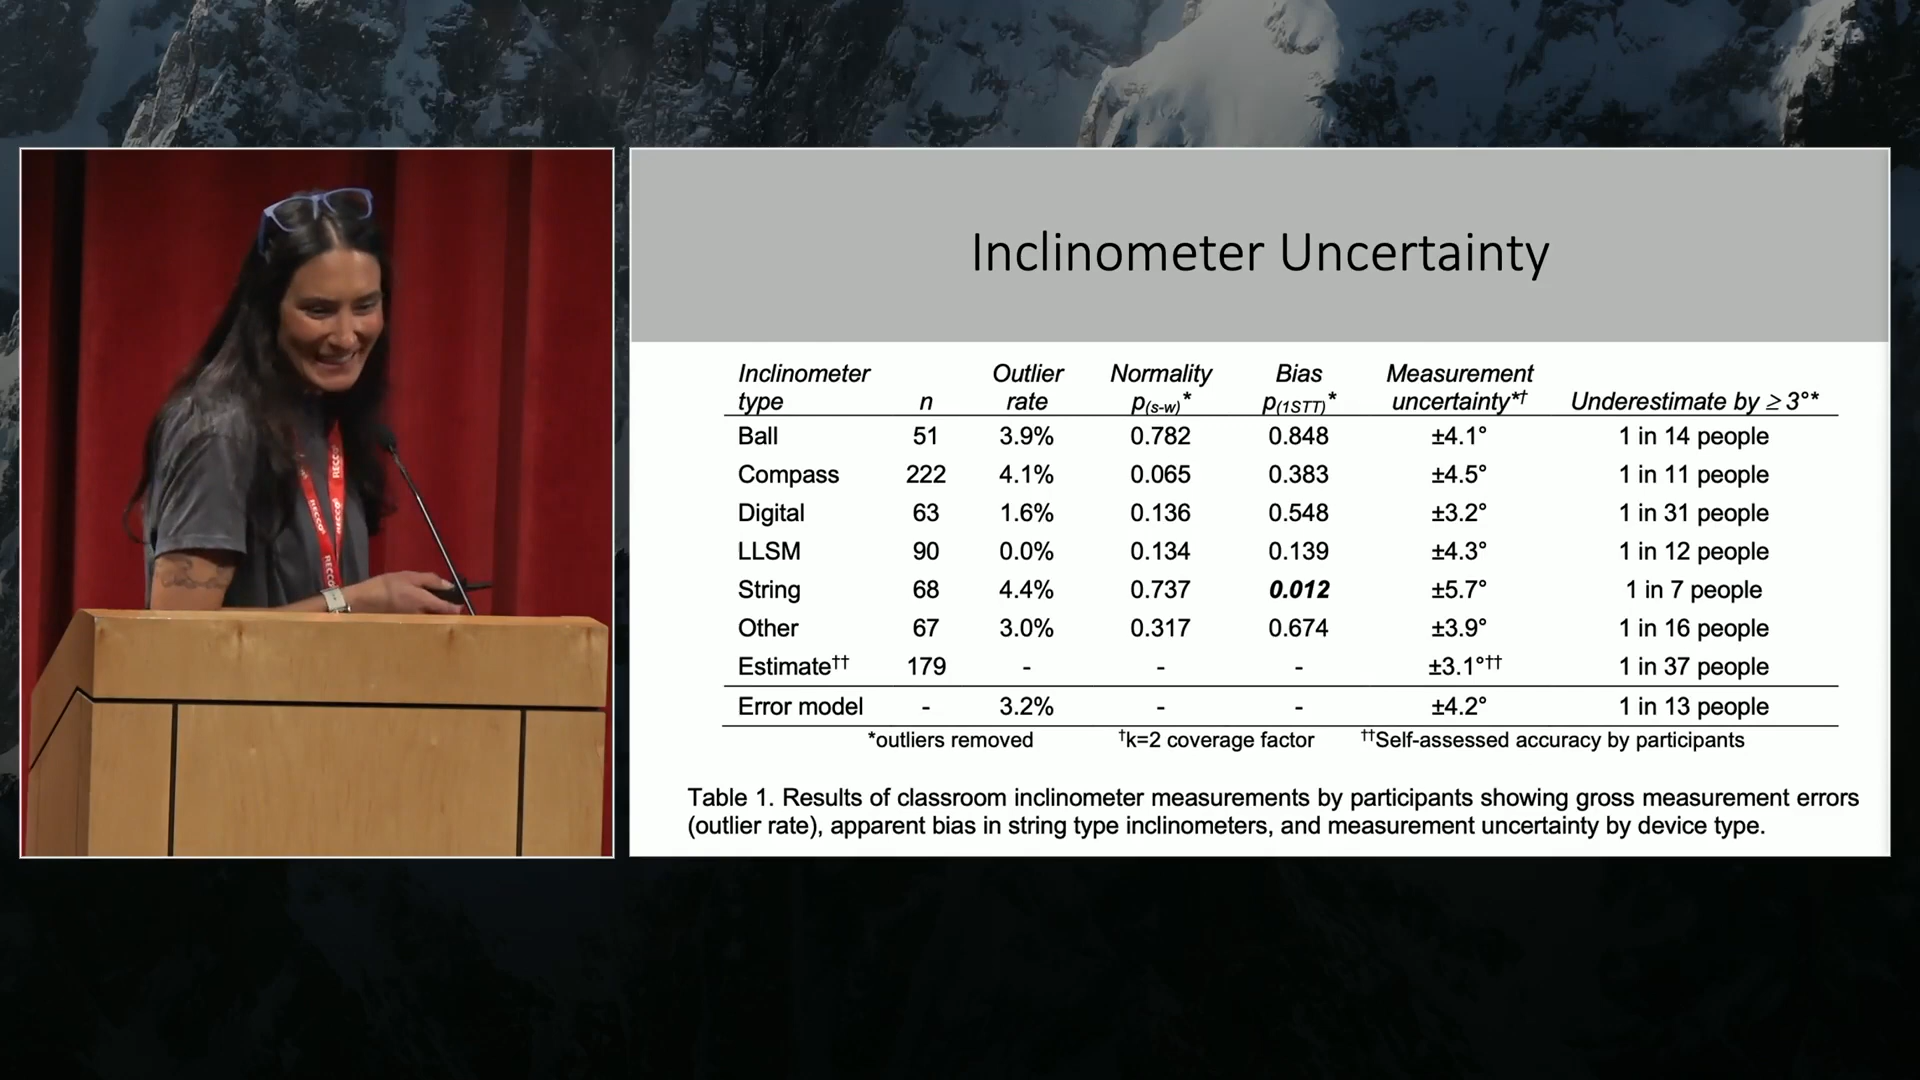 Inclinometer Uncertainty
Inclinometer type n Outlier rate Normality p(s-w)* Bias p(1STT)* Measurement uncertainty*† Underestimate by ≥ 3°*
Ball 51 3.9% 0.782 0.848 ±4.1° 1 in 14 people
Compass 222 4.1% 0.065 0.383 ±4.5° 1 in 11 people
Digital 63 1.6% 0.136 0.548 ±3.2° 1 in 31 people
LLSM 90 0.0% 0.134 0.139 ±4.3° 1 in 12 people
String 68 4.4% 0.737 0.012 ±5.7° 1 in 7 people
Other 67 3.0% 0.317 0.674 ±3.9° 1 in 16 people
Estimate†† 179 - - - ±3.1°†† 1 in 37 people
Error model - 3.2% - - ±4.2° 1 in 13 people
*outliers removed †k=2 coverage factor ††Self-assessed accuracy by participants
Table 1. Results of classroom inclinometer measurements by participants showing gross measurement errors
(outlier rate), apparent bias in string type inclinometers, and measurement uncertainty by device type.
RECCO
RECCO
RECCO